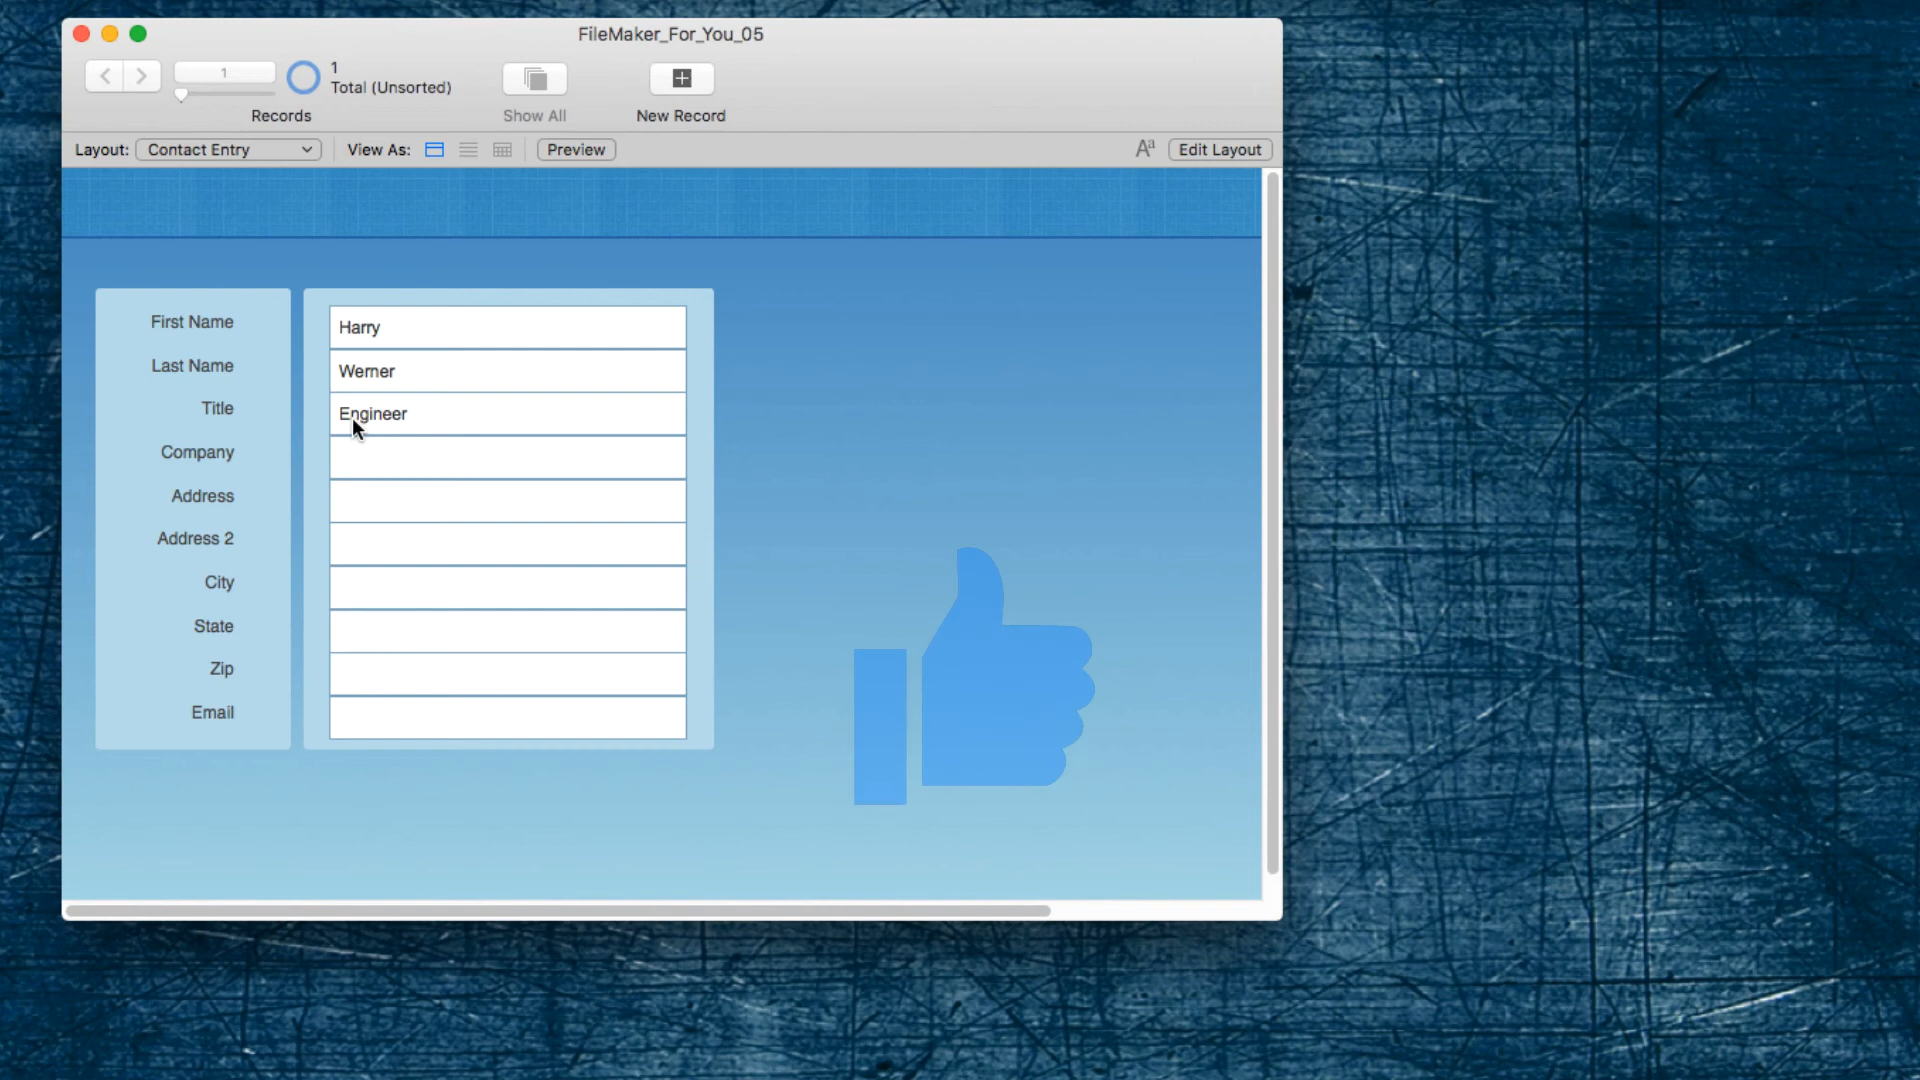 FileMaker_For_You_05
1
1
Total (Unsorted)
Records
Show All
New Record
Layout: Contact Entry
View As:
Preview
Aa
Edit Layout
First Name
Harry
Last Name
Werner
Title
Engineer
Company
Address
Address 2
City
State
Zip
Email